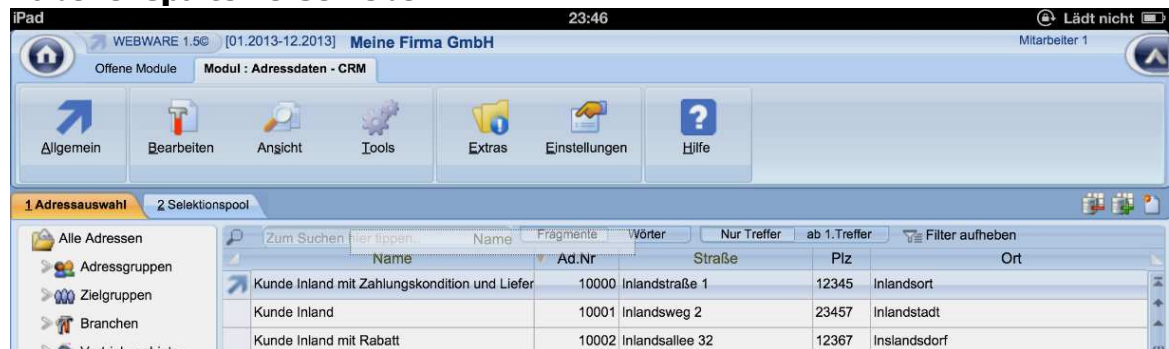 iPad 23:46 Lädt nicht
WEBWARE 1.5© [01.2013-12.2013] Meine Firma GmbH Mitarbeiter 1
Offene Module Modul : Adressdaten - CRM
Allgemein Bearbeiten Ansicht Tools Extras Einstellungen Hilfe
1 Adressauswahl 2 Selektionspool
Alle Adressen Zum Suchen hier tippen... Name Fragmente Wörter Nur Treffer ab 1.Treffer Filter aufheben
Name Ad.Nr Straße Plz Ort
Adressgruppen
Kunde Inland mit Zahlungskondition und Liefer 10000 Inlandstraße 1 12345 Inlandsort
Zielgruppen
Kunde Inland 10001 Inlandsweg 2 23457 Inlandstadt
Branchen
Kunde Inland mit Rabatt 10002 Inlandsallee 32 12367 Inslandsdorf